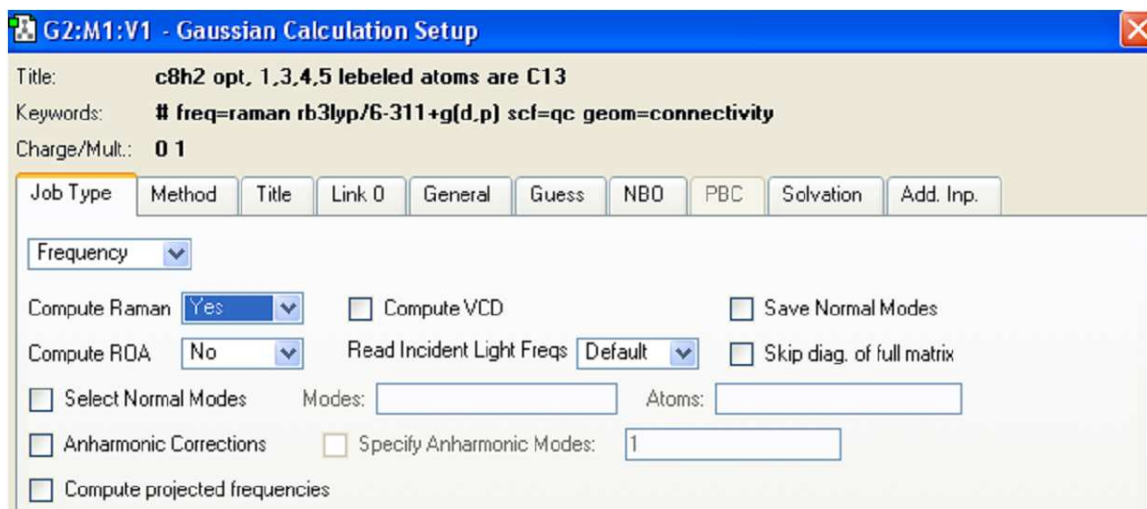 G2:M1:V1 - Gaussian Calculation Setup
Title: c8h2 opt, 1,3,4,5 lebeled atoms are C13
Keywords: # freq=raman rb3lyp/6-311+g(d,p) scf=qc geom=connectivity
Charge/Mult.: 0 1
Job Type Method Title Link 0 General Guess NBO PBC Solvation Add. Inp.
Frequency
Compute Raman Yes Compute VCD Save Normal Modes
Compute ROA No Read Incident Light Freqs Default Skip diag. of full matrix
Select Normal Modes Modes: Atoms:
Anharmonic Corrections Specify Anharmonic Modes: 1
Compute projected frequencies